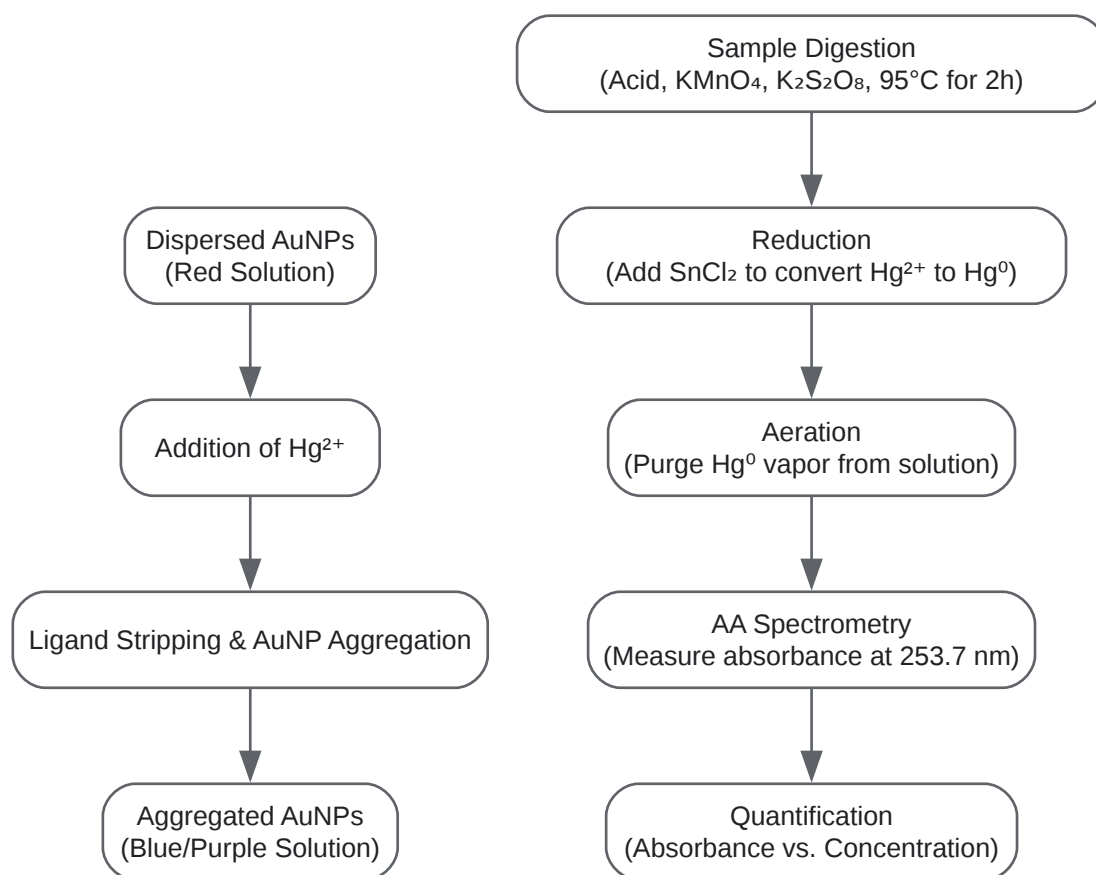 Sample Digestion
(Acid, KMnO₄, K₂S₂O₈, 95°C for 2h)
Reduction
(Add SnCl₂ to convert Hg²⁺ to Hg⁰)
Aeration
(Purge Hg⁰ vapor from solution)
AA Spectrometry
(Measure absorbance at 253.7 nm)
Quantification
(Absorbance vs. Concentration)
Dispersed AuNPs
(Red Solution)
Addition of Hg²⁺
Ligand Stripping & AuNP Aggregation
Aggregated AuNPs
(Blue/Purple Solution)